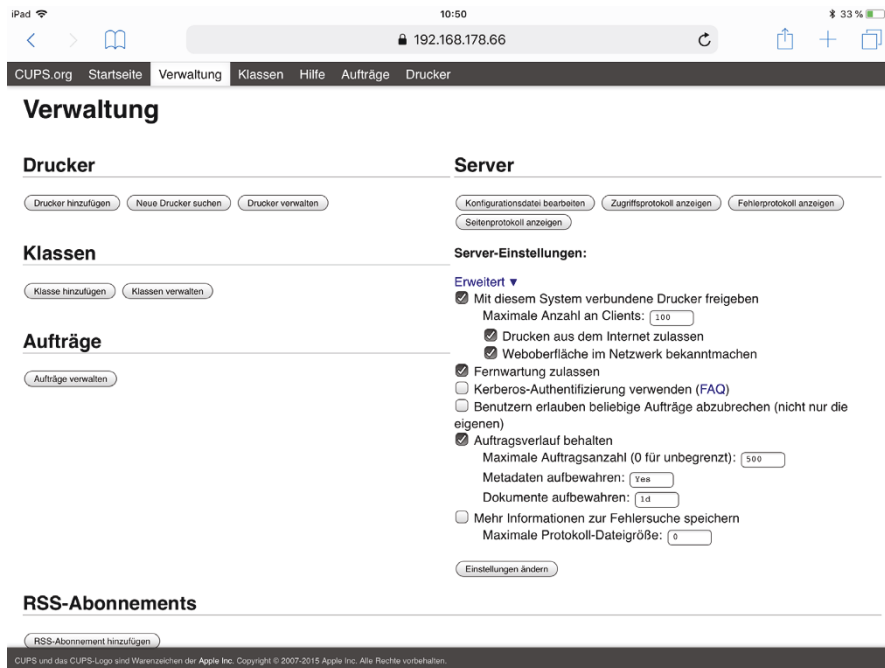 iPad
10:50
33 %
192.168.178.66
CUPS.org Startseite Verwaltung Klassen Hilfe Aufträge Drucker
Verwaltung
Drucker
Drucker hinzufügen Neue Drucker suchen Drucker verwalten
Klassen
Klasse hinzufügen Klassen verwalten
Aufträge
Aufträge verwalten
Server
Konfigurationsdatei bearbeiten Zugriffsprotokoll anzeigen Fehlerprotokoll anzeigen
Seitenprotokoll anzeigen
Server-Einstellungen:
Erweitert ▼
Mit diesem System verbundene Drucker freigeben
Maximale Anzahl an Clients: 100
Drucken aus dem Internet zulassen
Weboberfläche im Netzwerk bekanntmachen
Fernwartung zulassen
Kerberos-Authentifizierung verwenden (FAQ)
Benutzern erlauben beliebige Aufträge abzubrechen (nicht nur die
eigenen)
Auftragsverlauf behalten
Maximale Auftragsanzahl (0 für unbegrenzt): 500
Metadaten aufbewahren: Yes
Dokumente aufbewahren: 1d
Mehr Informationen zur Fehlersuche speichern
Maximale Protokoll-Dateigröße: 0
Einstellungen ändern
RSS-Abonnements
RSS-Abonnement hinzufügen
CUPS und das CUPS-Logo sind Warenzeichen der Apple Inc. Copyright © 2007-2015 Apple Inc. Alle Rechte vorbehalten.